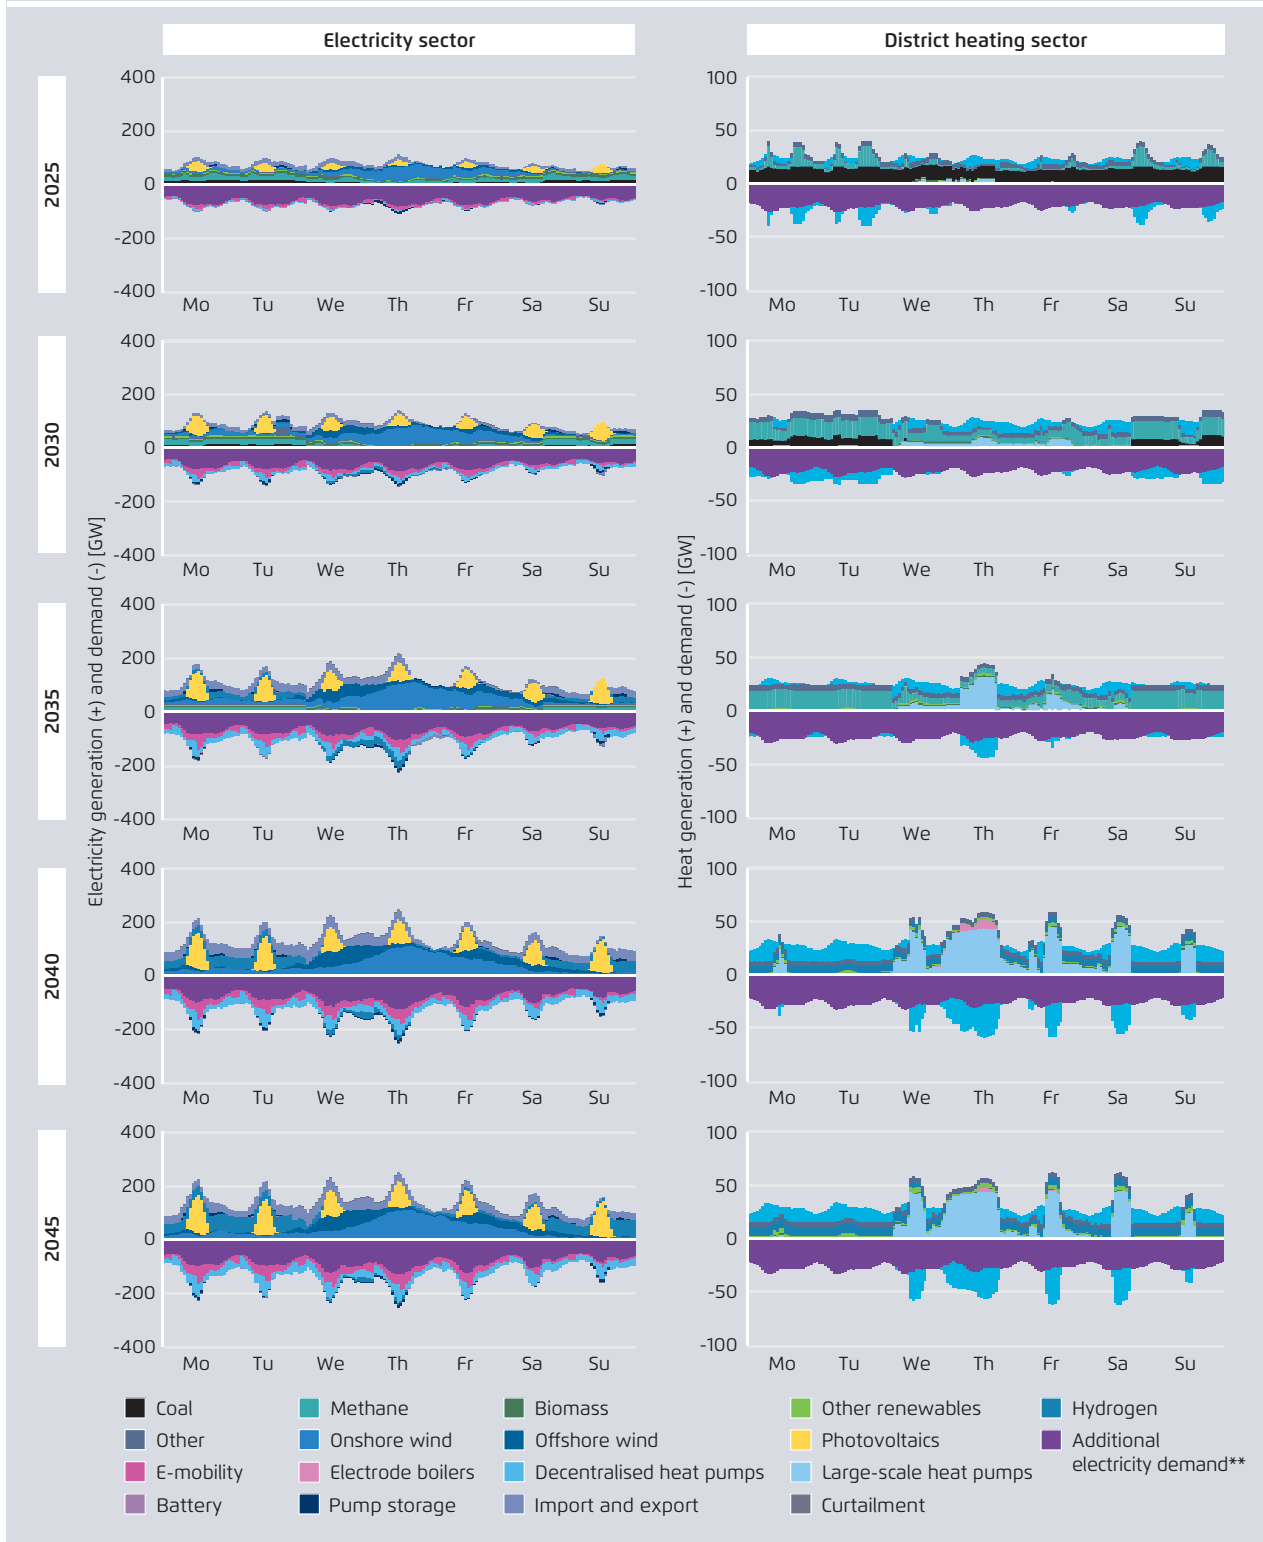 Electricity sector
District heating sector
Electricity generation (+) and demand (-) [GW]
Heat generation (+) and demand (-) [GW]
2025
400
200
0
-200
-400
Mo Tu We Th Fr Sa Su
100
50
0
-50
-100
Mo Tu We Th Fr Sa Su
2030
400
200
0
-200
-400
Mo Tu We Th Fr Sa Su
100
50
0
-50
-100
Mo Tu We Th Fr Sa Su
2035
400
200
0
-200
-400
Mo Tu We Th Fr Sa Su
100
50
0
-50
-100
Mo Tu We Th Fr Sa Su
2040
400
200
0
-200
-400
Mo Tu We Th Fr Sa Su
100
50
0
-50
-100
Mo Tu We Th Fr Sa Su
2045
400
200
0
-200
-400
Mo Tu We Th Fr Sa Su
100
50
0
-50
-100
Mo Tu We Th Fr Sa Su
Coal
Methane
Biomass
Other renewables
Hydrogen
Other
Onshore wind
Offshore wind
Photovoltaics
Additional
electricity demand**
E-mobility
Electrode boilers
Decentralised heat pumps
Large-scale heat pumps
Battery
Pump storage
Import and export
Curtailment